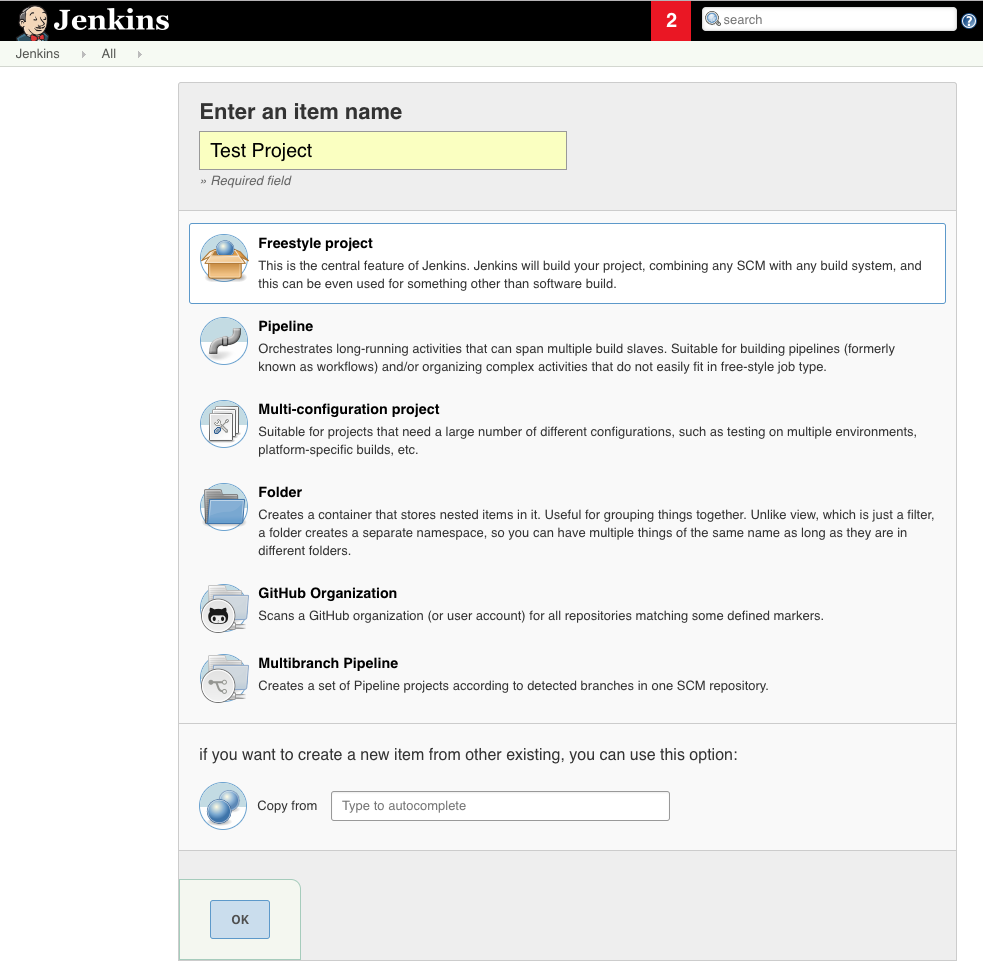 Jenkins
2
search
?
Jenkins
All
Enter an item name
Test Project
» Required field
Freestyle project
This is the central feature of Jenkins. Jenkins will build your project, combining any SCM with any build system, and
this can be even used for something other than software build.
Pipeline
Orchestrates long-running activities that can span multiple build slaves. Suitable for building pipelines (formerly
known as workflows) and/or organizing complex activities that do not easily fit in free-style job type.
Multi-configuration project
Suitable for projects that need a large number of different configurations, such as testing on multiple environments,
platform-specific builds, etc.
Folder
Creates a container that stores nested items in it. Useful for grouping things together. Unlike view, which is just a filter,
a folder creates a separate namespace, so you can have multiple things of the same name as long as they are in
different folders.
GitHub Organization
Scans a GitHub organization (or user account) for all repositories matching some defined markers.
Multibranch Pipeline
Creates a set of Pipeline projects according to detected branches in one SCM repository.
if you want to create a new item from other existing, you can use this option:
Copy from
Type to autocomplete
OK